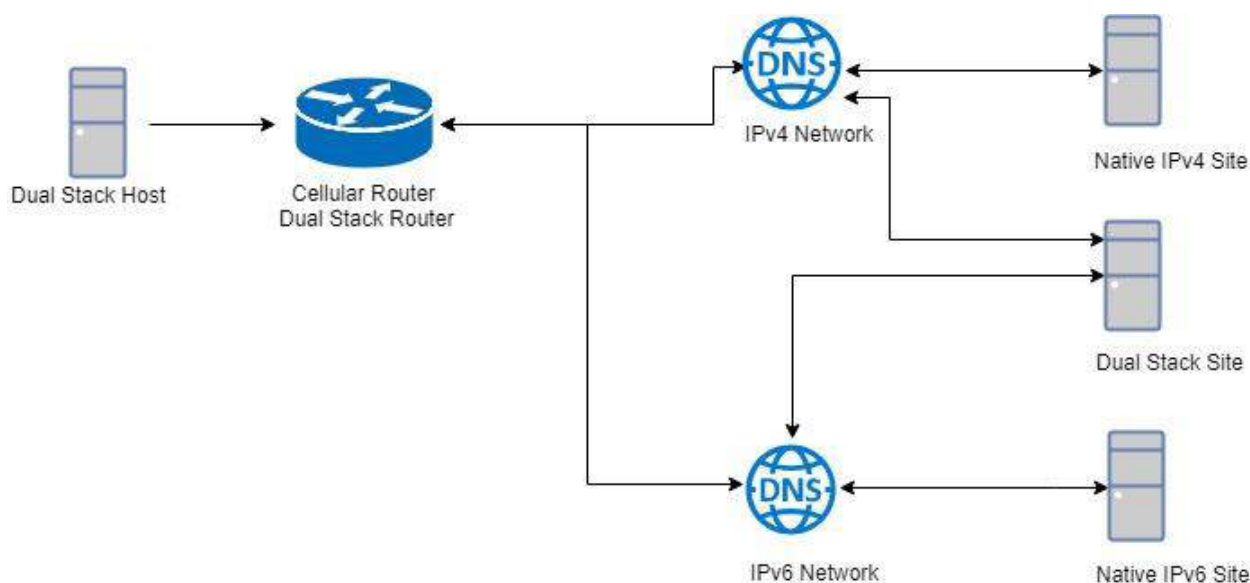 DNS
IPv4 Network
Native IPv4 Site
Dual Stack Host
Cellular Router
Dual Stack Router
Dual Stack Site
DNS
IPv6 Network
Native IPv6 Site